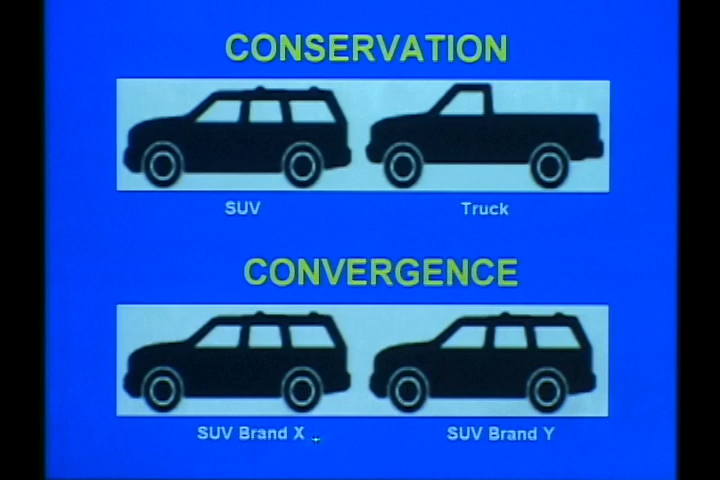 CONSERVATION
SUV Truck
CONVERGENCE
SUV Brand X SUV Brand Y